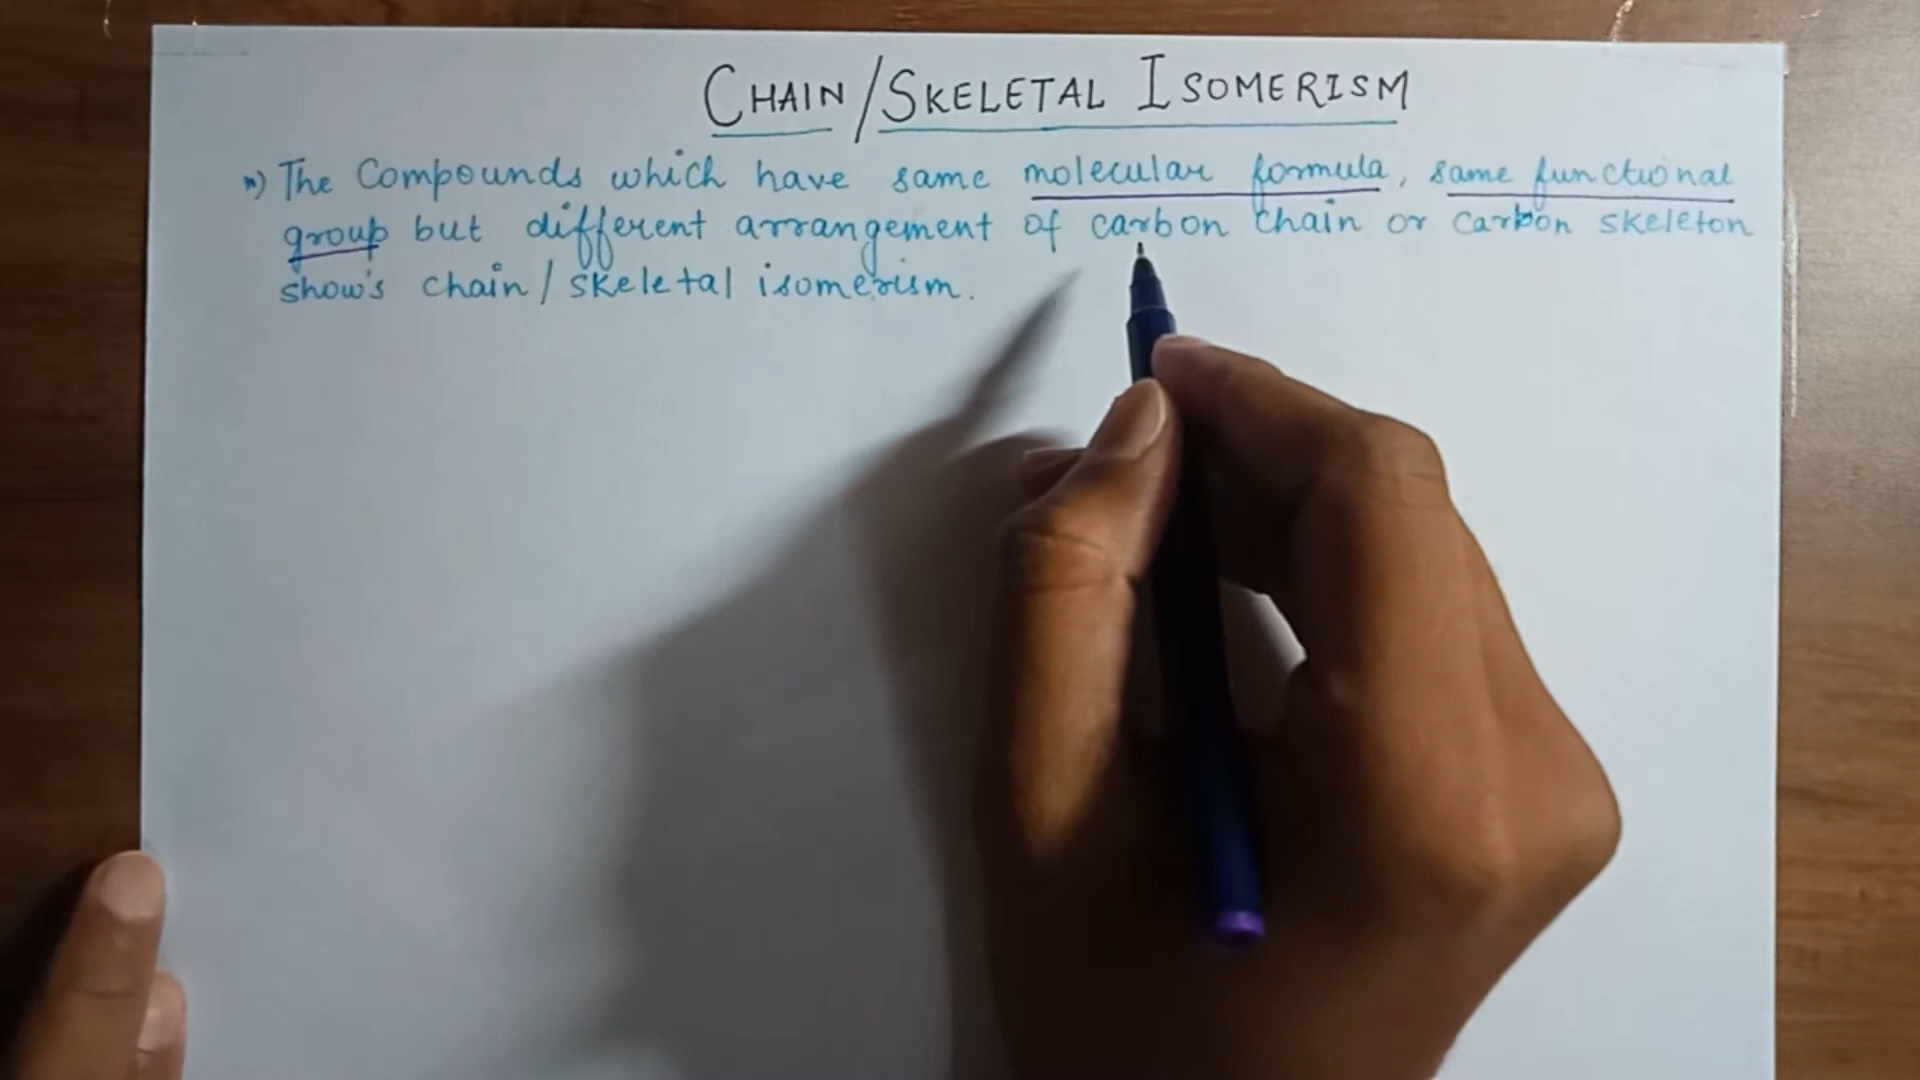 CHAIN/SKELETAL ISOMERISM
*) The Compounds which have same molecular formula, same functional
group but different arrangement of carbon chain or carbon skeleton
show's chain/skeletal isomerism.